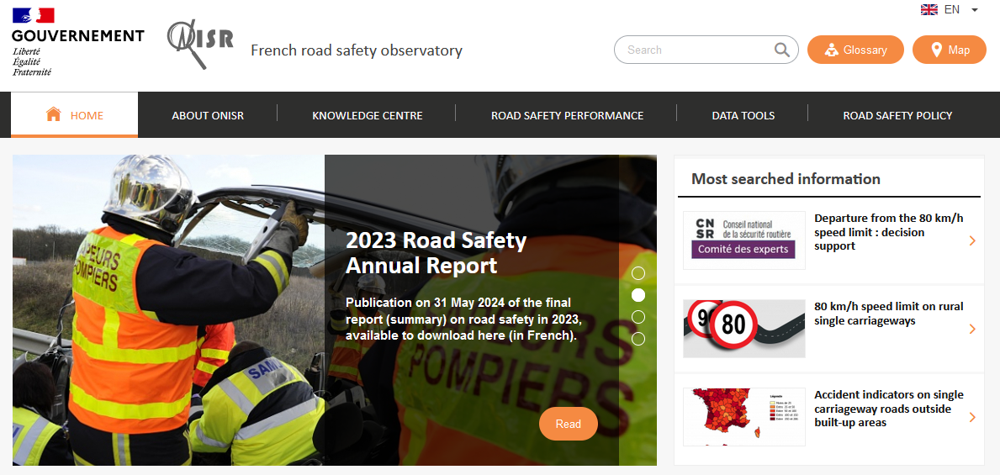 GOUVERNEMENT
Liberté
Égalité
Fraternité
ONISR
French road safety observatory
EN
Search
Glossary
Map
HOME
ABOUT ONISR
KNOWLEDGE CENTRE
ROAD SAFETY PERFORMANCE
DATA TOOLS
ROAD SAFETY POLICY
SAPEURS
POMPIERS
SAMU
2023 Road Safety
Annual Report
Publication on 31 May 2024 of the final
report (summary) on road safety in 2023,
available to download here (in French).
POMPIERS
Read
Most searched information
CN
SR
Conseil national
de la sécurité routière
Comité des experts
Departure from the 80 km/h
speed limit : decision
support
9
80
80 km/h speed limit on rural
single carriageways
Accident indicators on single
carriageway roads outside
built-up areas